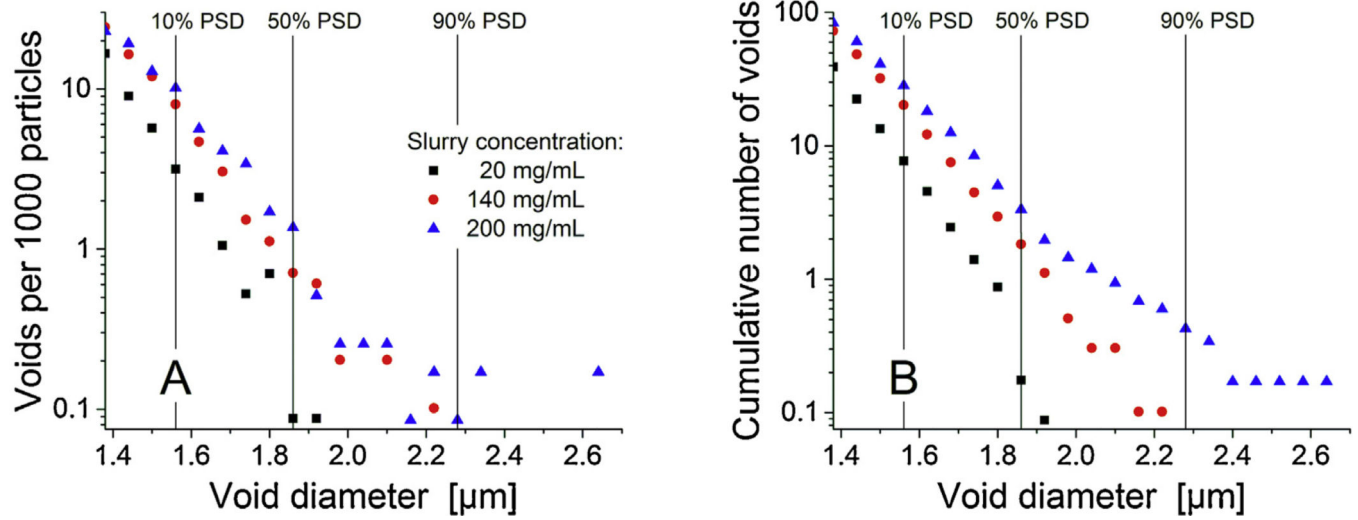 10% PSD 50% PSD 90% PSD
Voids per 1000 particles
10
1
0.1
Slurry concentration:
20 mg/mL
140 mg/mL
200 mg/mL
A
1.4 1.6 1.8 2.0 2.2 2.4 2.6
Void diameter [µm]
10% PSD 50% PSD 90% PSD
Cumulative number of voids
100
10
1
0.1
B
1.4 1.6 1.8 2.0 2.2 2.4 2.6
Void diameter [µm]